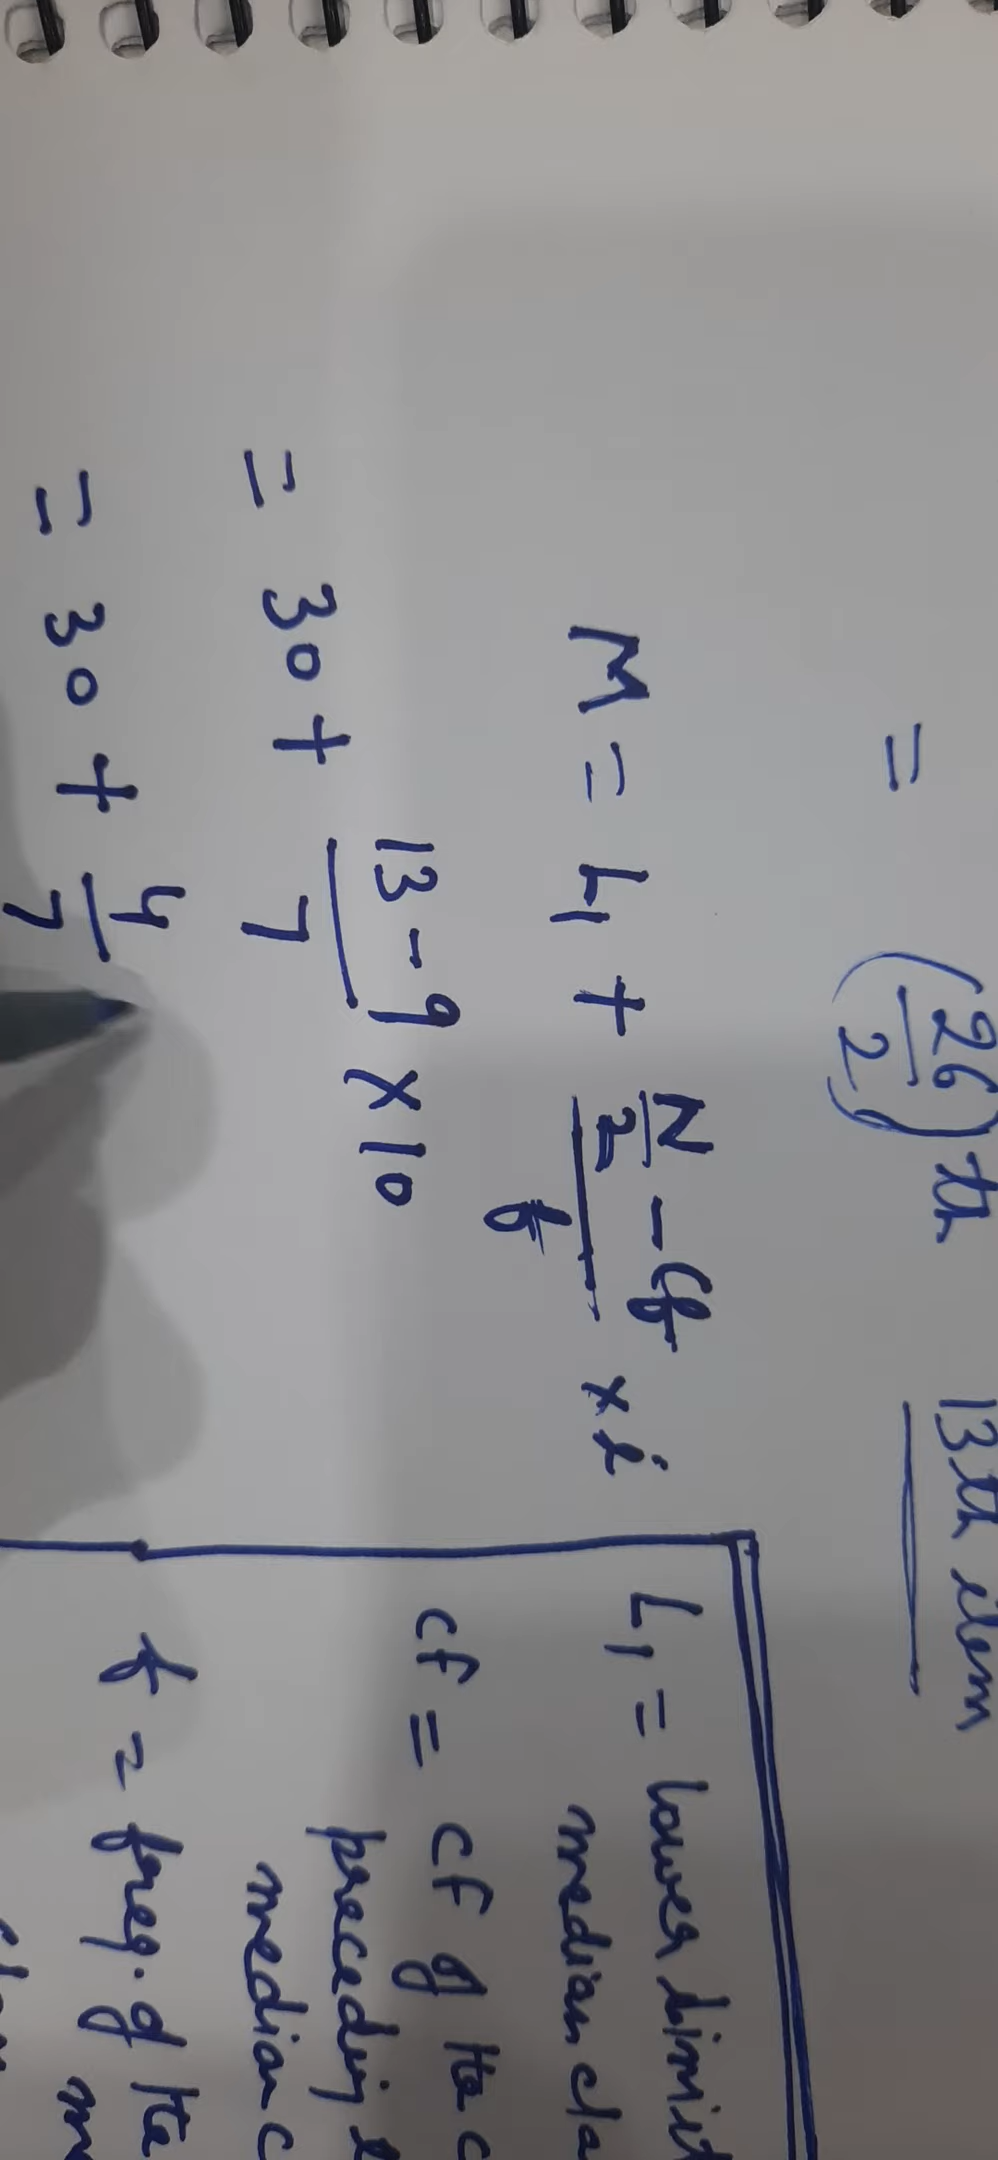 = (26/2)th 13th item
M = L₁ + (N/2 - Cf)/f × i
= 30 + (13 - 9)/7 × 10
= 30 + 4/7
L₁ = lower limit
median
cf = cf of the
preceding
median
f = freq. of the